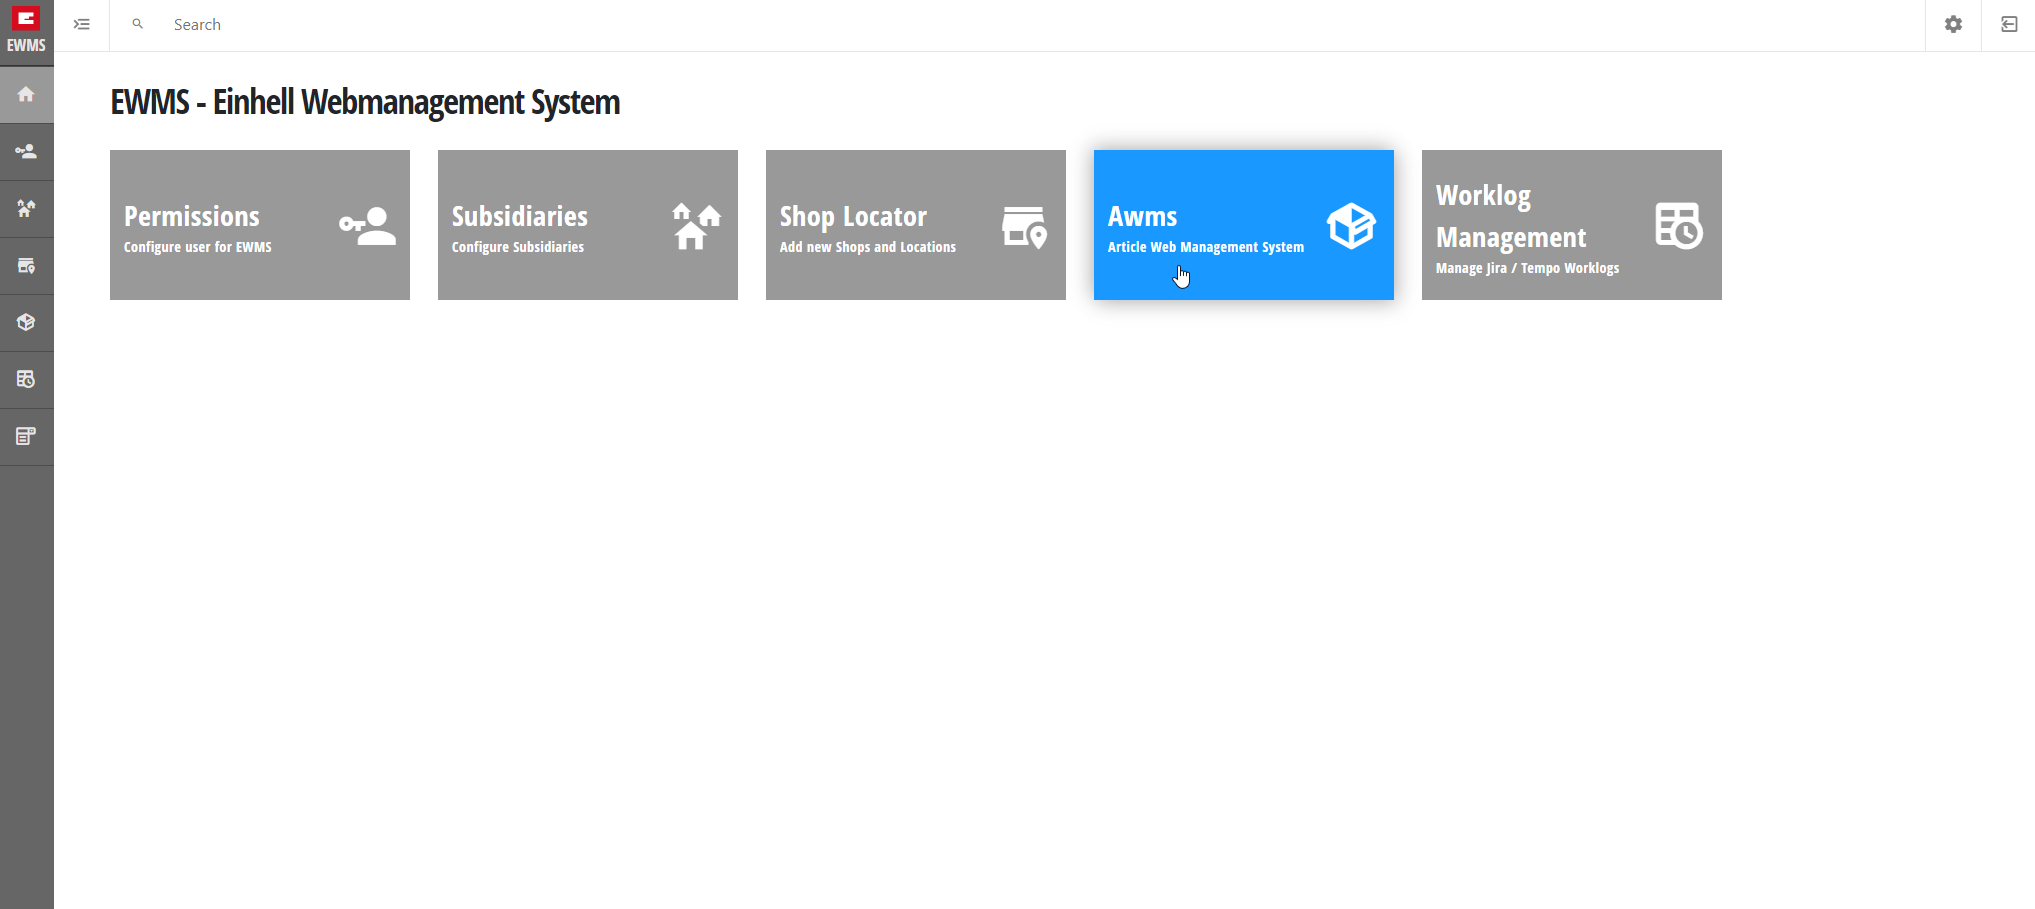 EWMS
Search
EWMS - Einhell Webmanagement System
Permissions
Configure user for EWMS
Subsidiaries
Configure Subsidiaries
Shop Locator
Add new Shops and Locations
Awms
Article Web Management System
Worklog
Management
Manage Jira / Tempo Worklogs